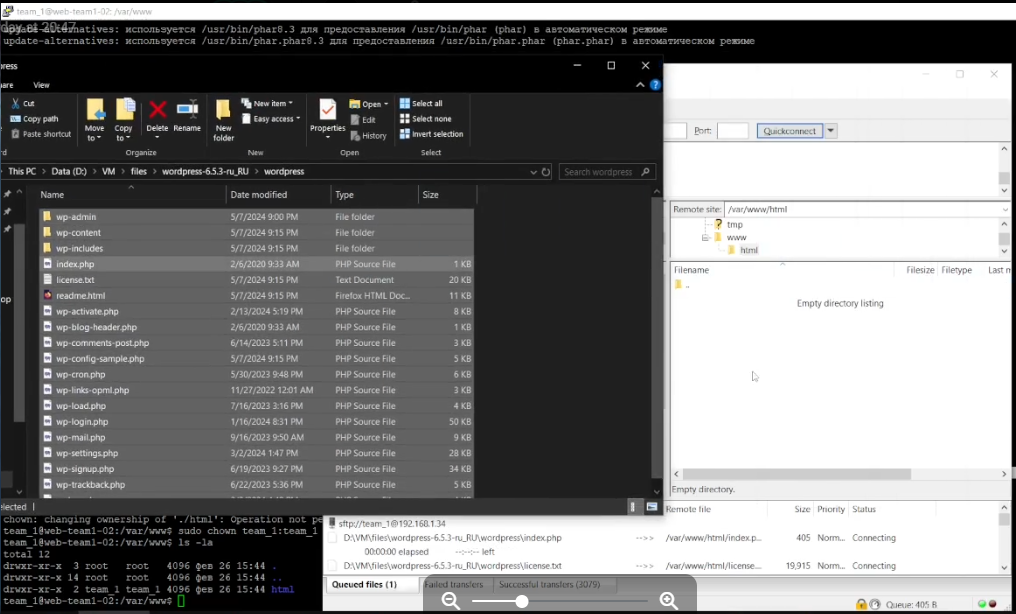 team_1@web-team1-02: /var/www
day at 20:47
update-alternatives: используется /usr/bin/phar8.3 для предоставления /usr/bin/phar (phar) в автоматическом режиме
update-alternatives: используется /usr/bin/phar.phar8.3 для предоставления /usr/bin/phar.phar (phar.phar) в автоматическом режиме
press
are View
Cut
Copy path
Paste shortcut
Move to
Copy to
Delete
Rename
New folder
New item
Easy access
Properties
Open
Edit
History
Select all
Select none
Invert selection
Organize New Open Select
This PC > Data (D:) > VM > files > wordpress-6.5.3-ru_RU > wordpress
Search wordpress
Name Date modified Type Size
wp-admin 5/7/2024 9:00 PM File folder
wp-content 5/7/2024 9:15 PM File folder
wp-includes 5/7/2024 9:15 PM File folder
index.php 2/6/2020 9:33 AM PHP Source File 1 KB
license.txt 5/7/2024 9:15 PM Text Document 20 KB
readme.html 5/7/2024 9:15 PM Firefox HTML Doc... 11 KB
wp-activate.php 2/13/2024 5:19 PM PHP Source File 8 KB
wp-blog-header.php 2/6/2020 9:33 AM PHP Source File 1 KB
wp-comments-post.php 6/14/2023 5:11 PM PHP Source File 3 KB
wp-config-sample.php 5/7/2024 9:15 PM PHP Source File 5 KB
wp-cron.php 5/30/2023 9:48 PM PHP Source File 6 KB
wp-links-opml.php 11/27/2022 12:01 AM PHP Source File 3 KB
wp-load.php 7/16/2023 3:16 PM PHP Source File 4 KB
wp-login.php 1/16/2024 8:31 PM PHP Source File 50 KB
wp-mail.php 9/16/2023 9:50 AM PHP Source File 9 KB
wp-settings.php 3/2/2024 1:47 PM PHP Source File 28 KB
wp-signup.php 6/19/2023 9:27 PM PHP Source File 34 KB
wp-trackback.php 6/22/2023 5:36 PM PHP Source File 5 KB
elected
Port: Quickconnect
Remote site: /var/www/html
tmp
www
html
Filename Filesize Filetype Last n
..
Empty directory listing
Empty directory.
chown: changing ownership of './html': Operation not pe
team_1@web-team1-02:/var/www$ sudo chown team_1:team_1
team_1@web-team1-02:/var/www$ ls -la
total 12
drwxr-xr-x 3 root root 4096 фев 26 15:44 .
drwxr-xr-x 14 root root 4096 фев 26 15:44 ..
drwxr-xr-x 2 team_1 team_1 4096 фев 26 15:44 html
team_1@web-team1-02:/var/www$
Remote file Size Priority Status
sftp://team_1@192.168.1.34
D:\VM\files\wordpress-6.5.3-ru_RU\wordpress\index.php -->> /var/www/html/index.p... 405 Norm... Connecting
00:00:00 elapsed --:--:-- left
D:\VM\files\wordpress-6.5.3-ru_RU\wordpress\license.txt -->> /var/www/html/license... 19,915 Norm... Connecting
Queued files (1) Failed transfers Successful transfers (3079)
Queue: 405 B